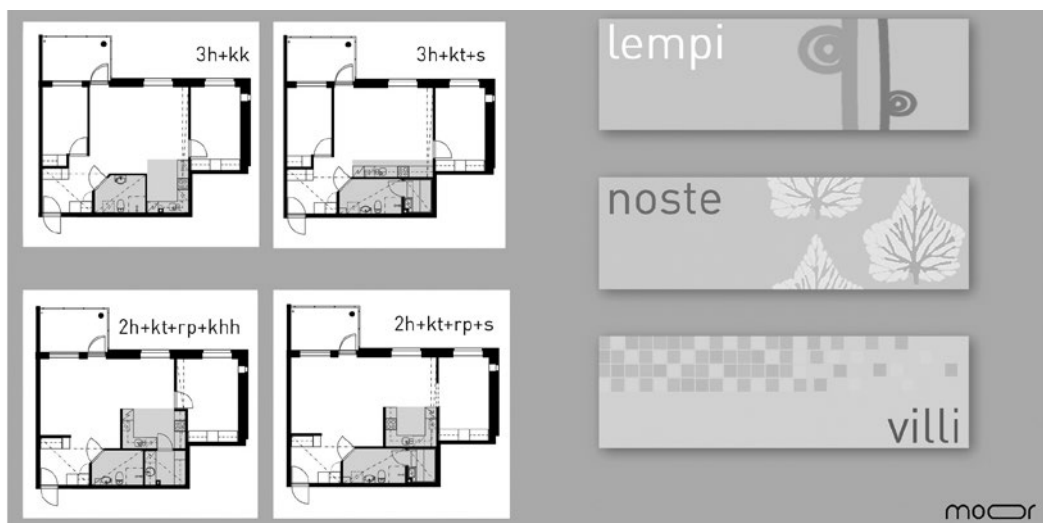 3h+kk
3h+kt+s
2h+kt+rp+khh
2h+kt+rp+s
lempi
noste
villi
moor